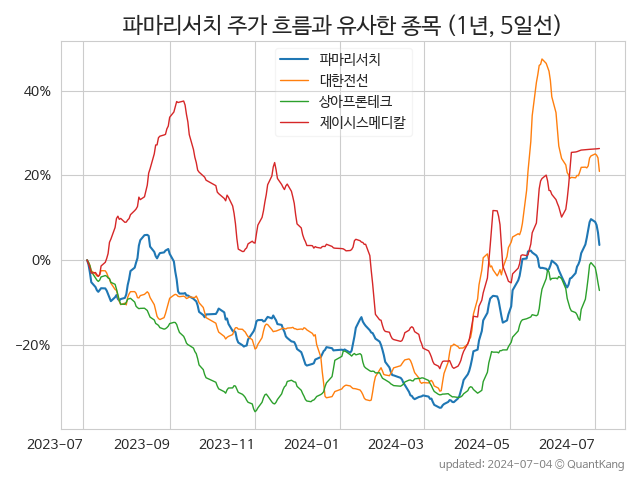 파마리서치 주가 흐름과 유사한 종목 (1년, 5일선)
파마리서치
대한전선
상아프론테크
제이시스메디칼
40%
20%
0%
−20%
2023-07
2023-09
2023-11
2024-01
2024-03
2024-05
2024-07
updated: 2024-07-04 @ QuantKang